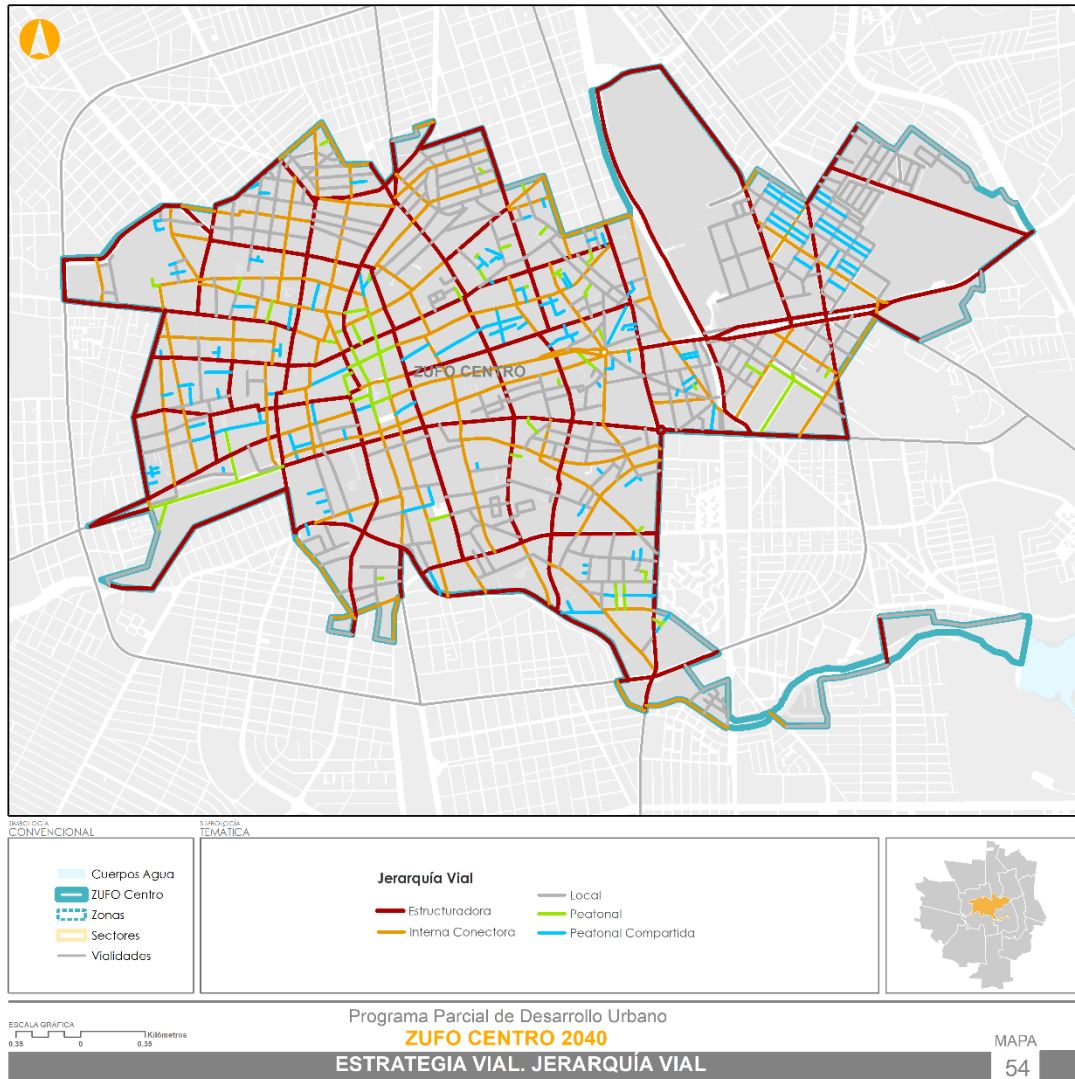 ZUFO CENTRO
SIMBOLOGÍA
CONVENCIONAL
Cuerpos Agua
ZUFO Centro
Zonas
Sectores
Vialidades
SIMBOLOGÍA
TEMÁTICA
Jerarquía Vial
Estructuradora
Interna Conectora
Local
Peatonal
Peatonal Compartida
ESCALA GRÁFICA
Kilómetros
0.35 0 0.35
Programa Parcial de Desarrollo Urbano
ZUFO CENTRO 2040
ESTRATEGIA VIAL. JERARQUÍA VIAL
MAPA
54